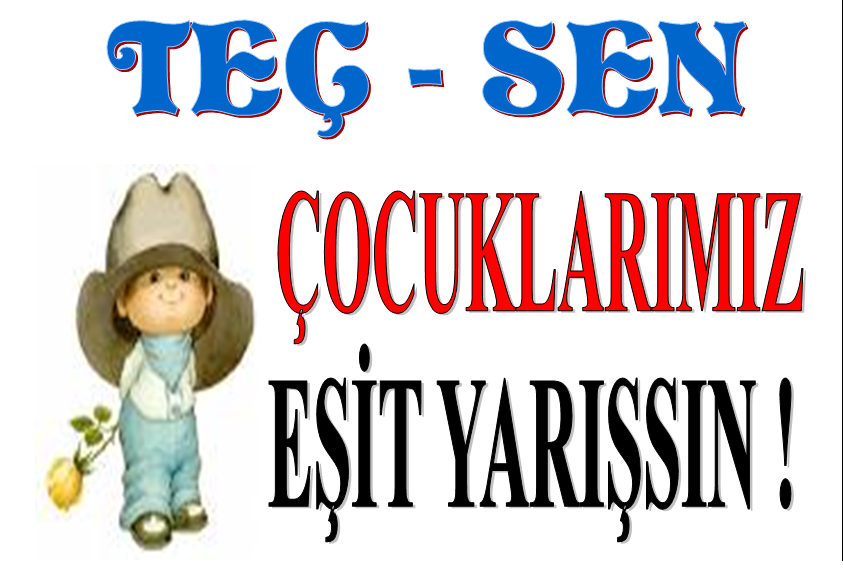 TEÇ - SEN
ÇOCUKLARIMIZ
EŞİT YARIŞSIN !